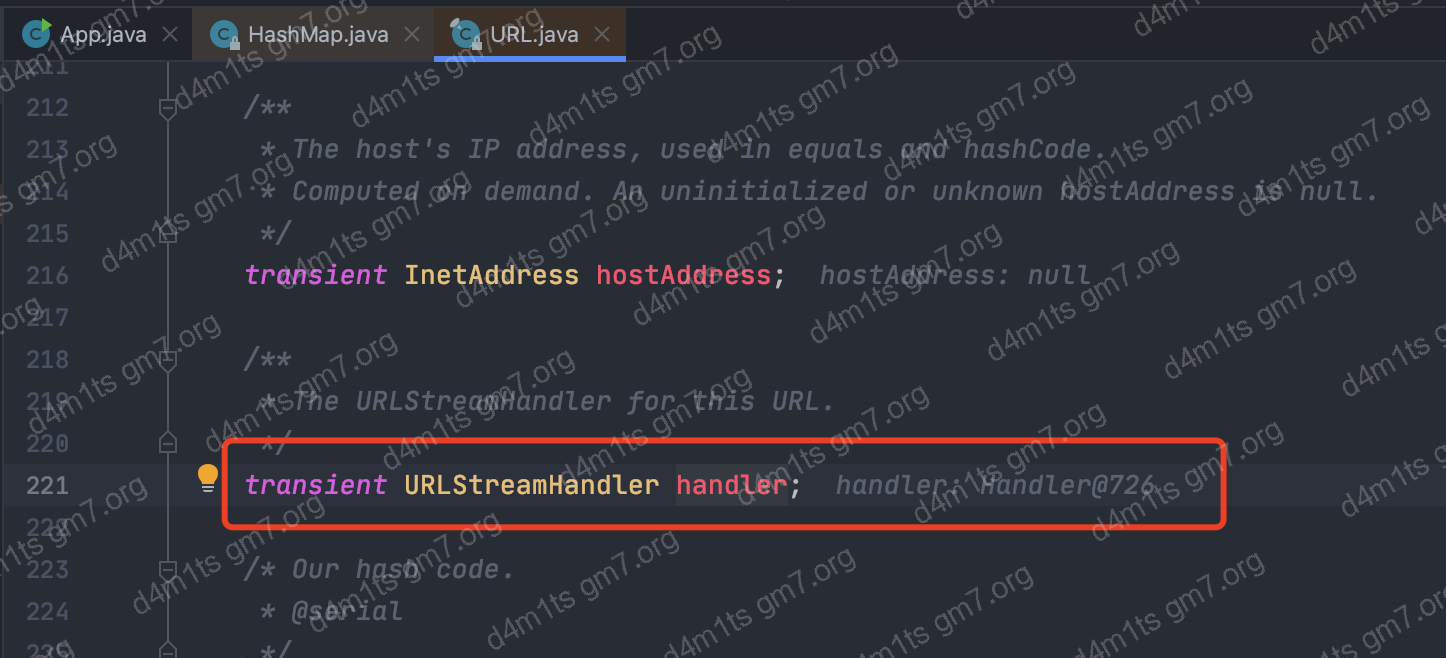 App.java HashMap.java URL.java
211
212 /**
213 * The host's IP address, used in equals and hashCode.
214 * Computed on demand. An uninitialized or unknown hostAddress is null.
215 */
216 transient InetAddress hostAddress; hostAddress: null
217
218 /**
219 * The URLStreamHandler for this URL.
220 */
221 transient URLStreamHandler handler; handler: Handler@726
222
223 /* Our hash code.
224 * @serial
225 */
d4m1ts gm7.org